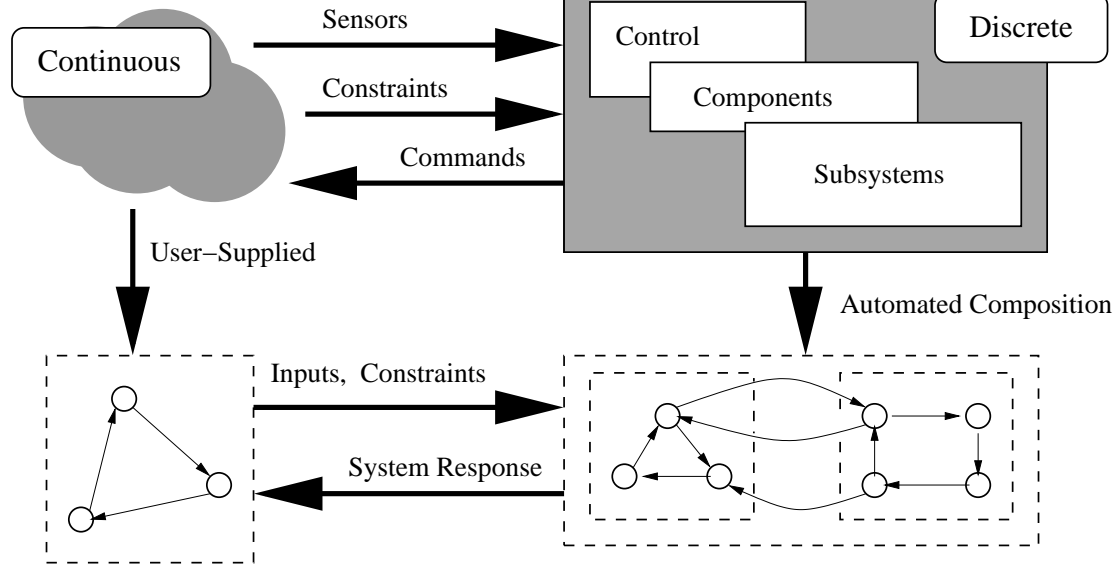 Continuous
Sensors
Constraints
Commands
Control
Components
Subsystems
Discrete
User−Supplied
Automated Composition
Inputs, Constraints
System Response